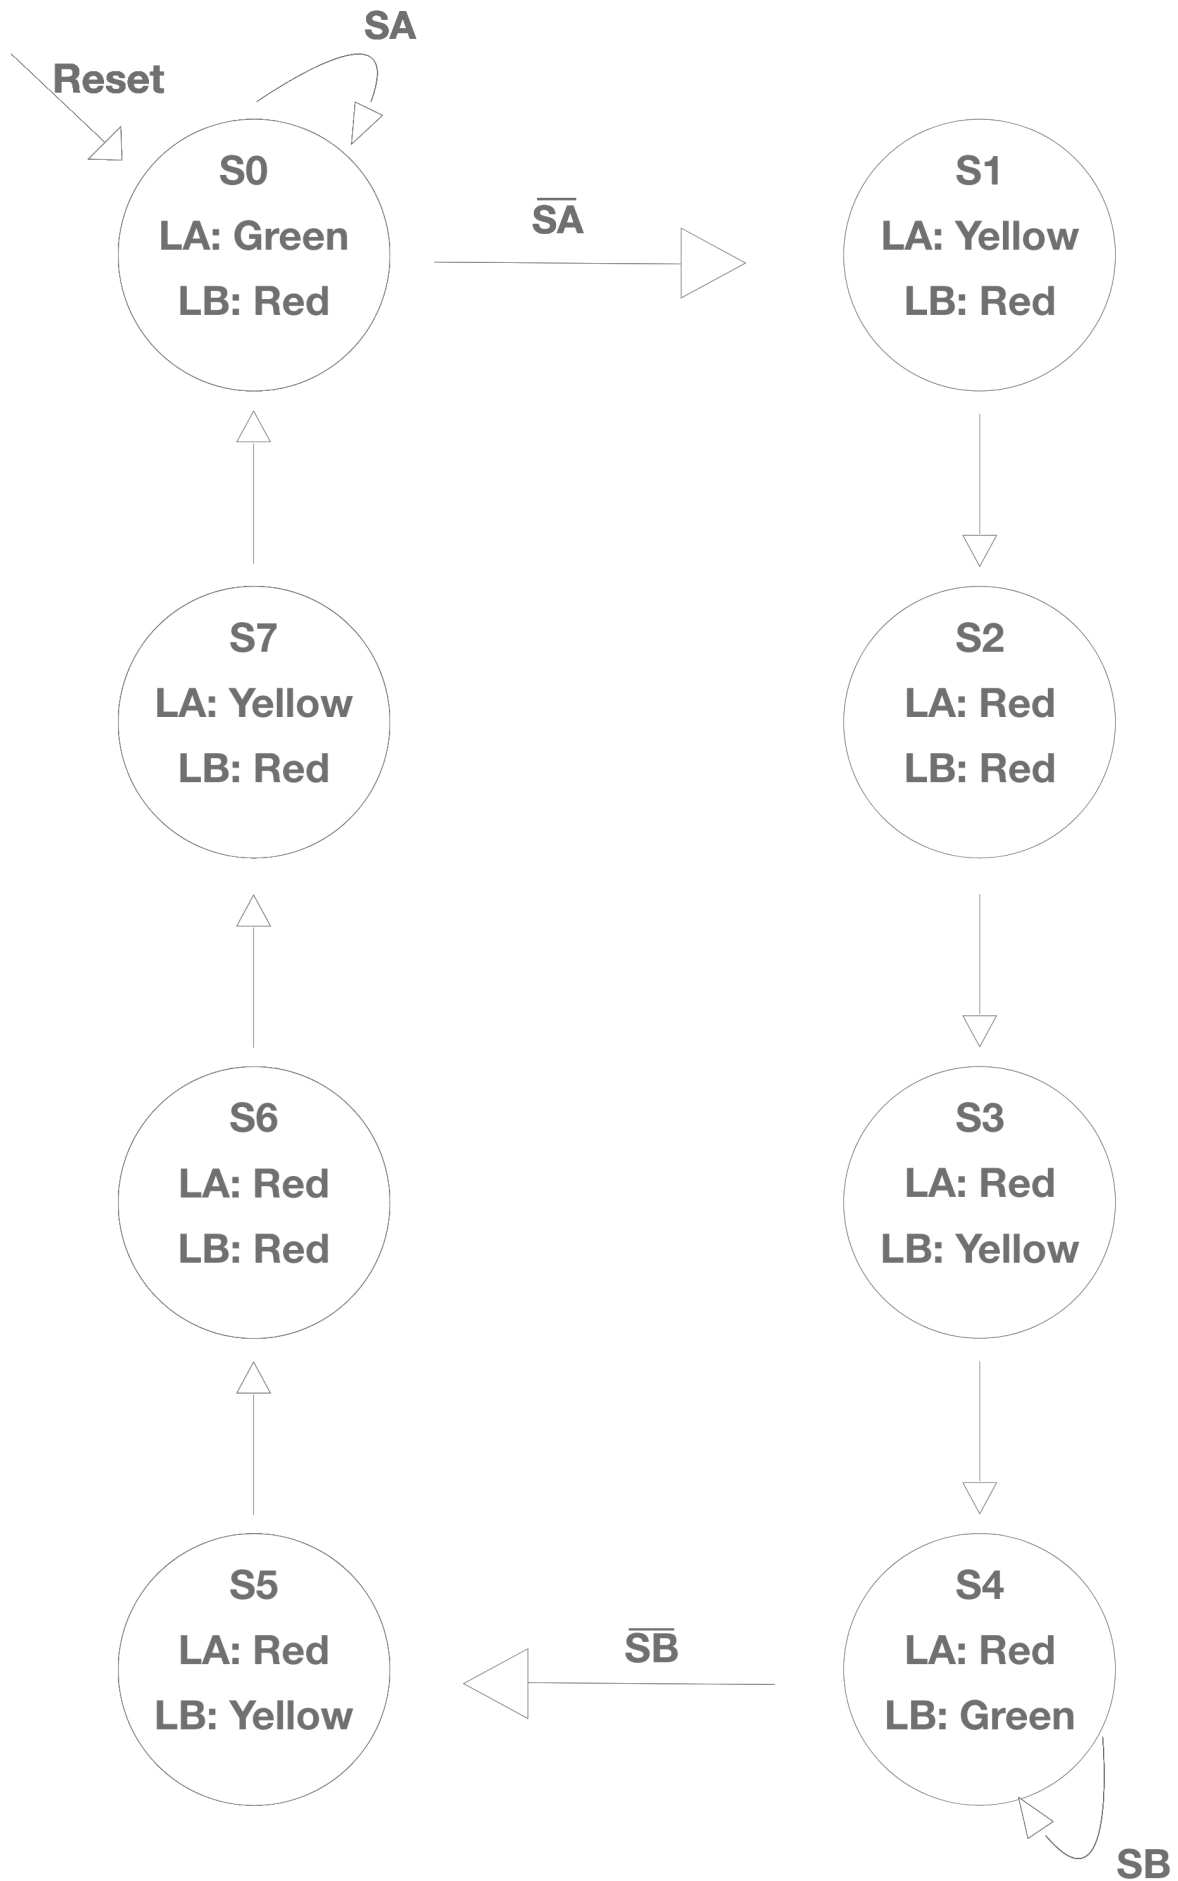 SA
Reset
S0
LA: Green
LB: Red
S̅A̅
S1
LA: Yellow
LB: Red
S7
LA: Yellow
LB: Red
S2
LA: Red
LB: Red
S6
LA: Red
LB: Red
S3
LA: Red
LB: Yellow
S5
LA: Red
LB: Yellow
S̅B̅
S4
LA: Red
LB: Green
SB